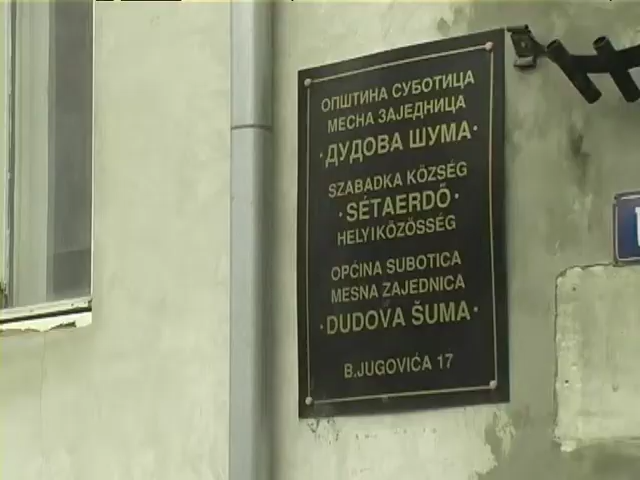 ОПШТИНА СУБОТИЦА
МЕСНА ЗАЈЕДНИЦА
·ДУДОВА ШУМА·
SZABADKA KÖZSÉG
·SÉTAERDŐ·
HELYI KÖZÖSSÉG
OPĆINA SUBOTICA
MESNA ZAJEDNICA
·DUDOVA ŠUMA·
B.JUGOVIĆA 17